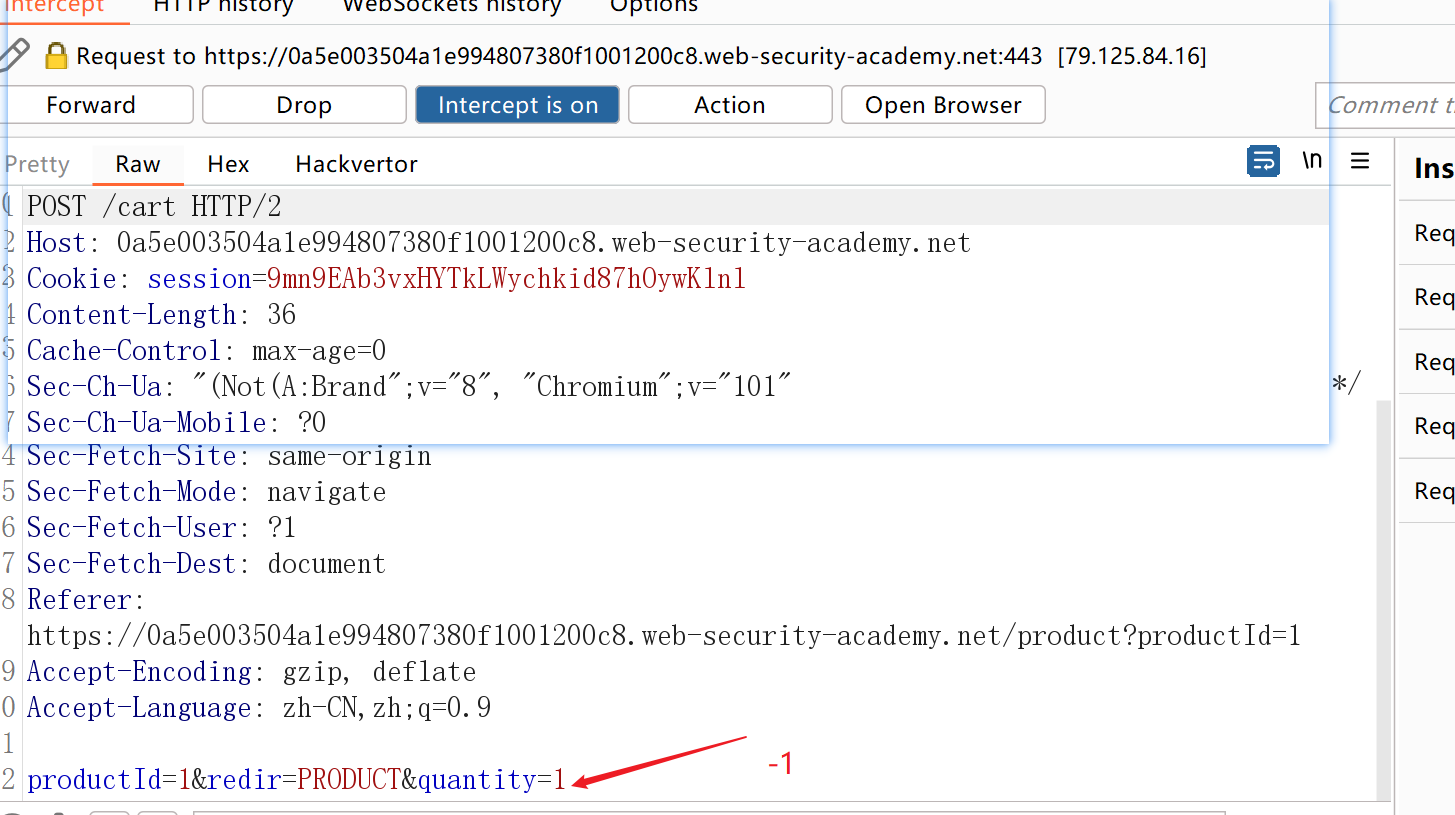 Intercept HTTP history WebSockets history Options
Request to https://0a5e003504a1e994807380f1001200c8.web-security-academy.net:443 [79.125.84.16]
Forward Drop Intercept is on Action Open Browser Comment t
Pretty Raw Hex Hackvertor \n Ins
1 POST /cart HTTP/2
2 Host: 0a5e003504a1e994807380f1001200c8.web-security-academy.net Req
3 Cookie: session=9mn9EAb3vxHYTkLWychkid87hOywKlnl
4 Content-Length: 36 Req
5 Cache-Control: max-age=0
6 Sec-Ch-Ua: "(Not(A:Brand";v="8", "Chromium";v="101" */ Req
7 Sec-Ch-Ua-Mobile: ?0 Req
4 Sec-Fetch-Site: same-origin
5 Sec-Fetch-Mode: navigate Req
6 Sec-Fetch-User: ?1
7 Sec-Fetch-Dest: document
8 Referer:
https://0a5e003504a1e994807380f1001200c8.web-security-academy.net/product?productId=1
9 Accept-Encoding: gzip, deflate
0 Accept-Language: zh-CN,zh;q=0.9
1
2 productId=1&redir=PRODUCT&quantity=1 -1